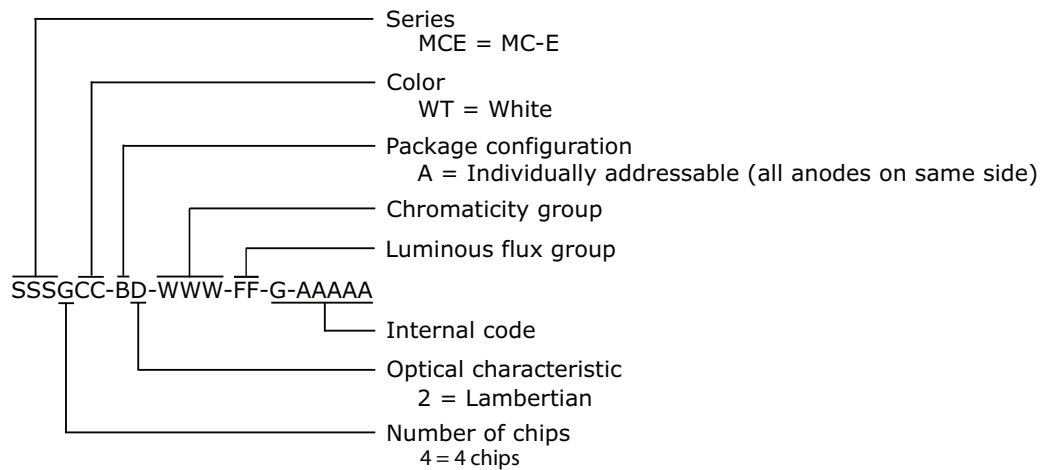 Series
MCE = MC-E
Color
WT = White
Package configuration
A = Individually addressable (all anodes on same side)
Chromaticity group
Luminous flux group
SSSGCC-BD-WWW-FF-G-AAAAA
Internal code
Optical characteristic
2 = Lambertian
Number of chips
4 = 4 chips